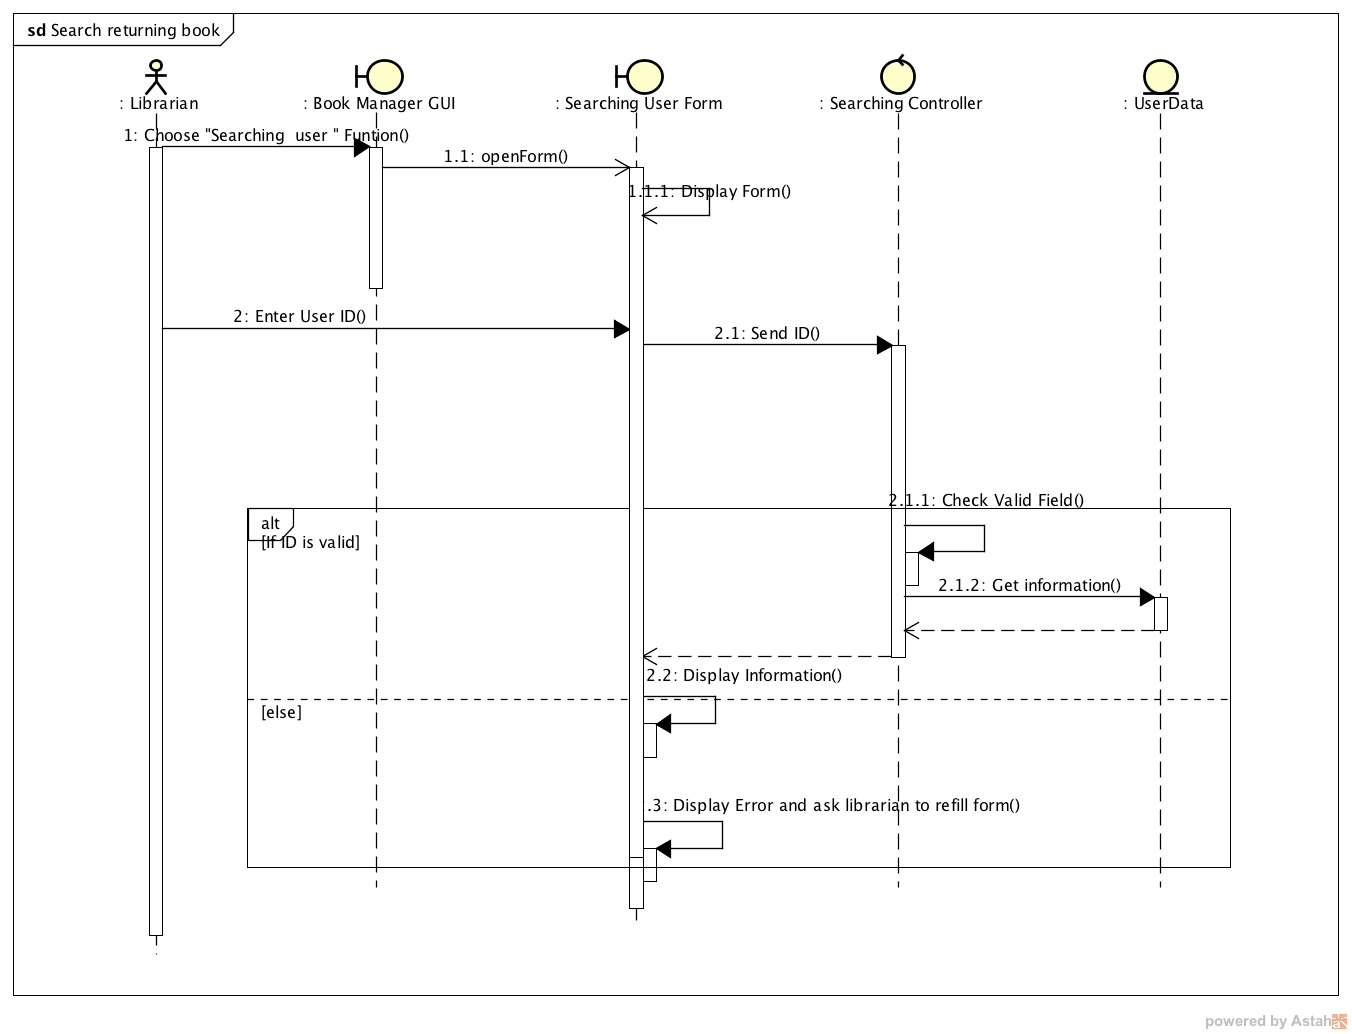 sd Search returning book
: Librarian
: Book Manager GUI
: Searching User Form
: Searching Controller
: UserData
1: Choose "Searching  user " Funtion()
1.1: openForm()
1.1.1: Display Form()
2: Enter User ID()
2.1: Send ID()
2.1.1: Check Valid Field()
alt
[If ID is valid]
2.1.2: Get information()
2.2: Display Information()
[else]
.3: Display Error and ask librarian to refill form()
powered by Astah